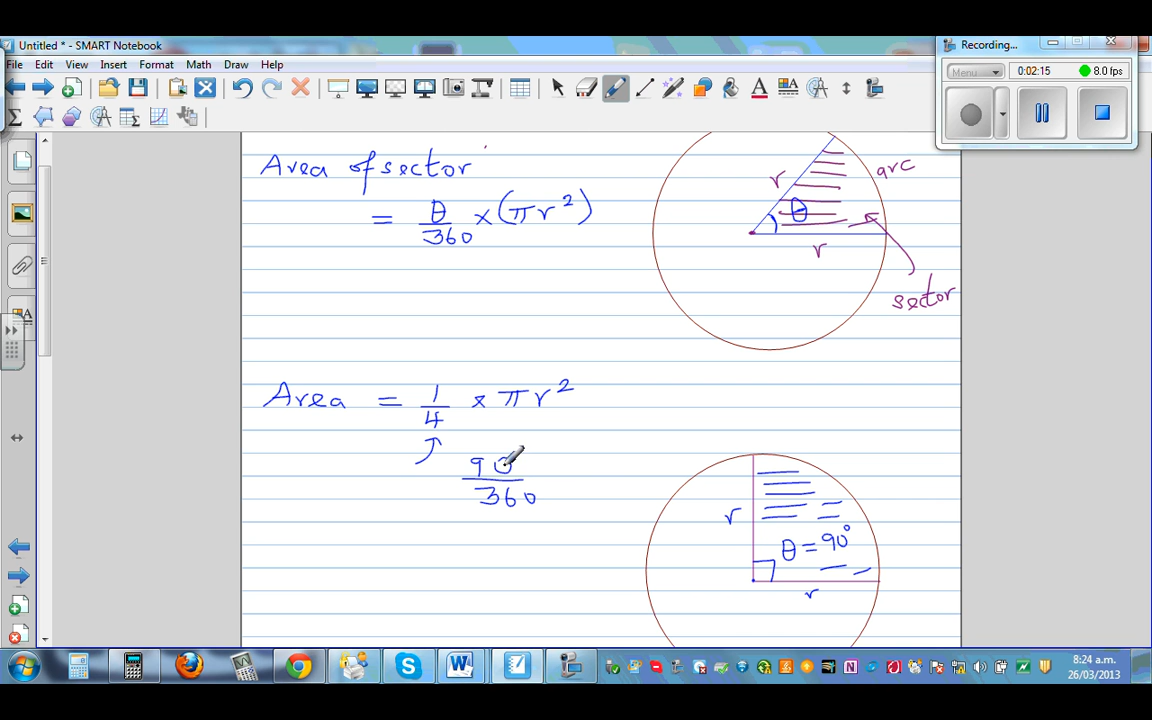 Untitled * - SMART Notebook
Recording...
File Edit View Insert Format Math Draw Help
Menu 0:02:15 8.0 fps
Area of sector
= θ/360 × (πr²)
r
arc
θ
r
sector
Area = 1/4 × πr²
90/360
r
θ = 90°
r
8:24 a.m.
26/03/2013